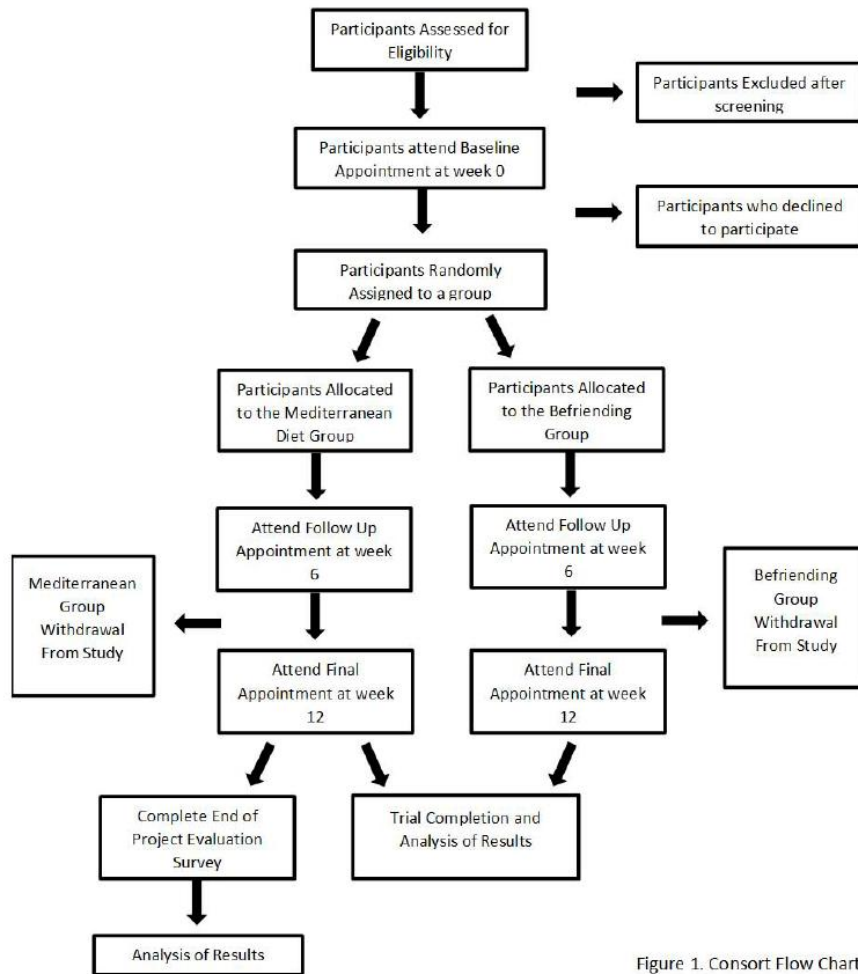 Participants Assessed for
Eligibility
Participants Excluded after
screening
Participants attend Baseline
Appointment at week 0
Participants who declined
to participate
Participants Randomly
Assigned to a group
Participants Allocated
to the Mediterranean
Diet Group
Participants Allocated
to the Befriending
Group
Attend Follow Up
Appointment at week
6
Attend Follow Up
Appointment at week
6
Mediterranean
Group
Withdrawal
From Study
Befriending
Group
Withdrawal
From Study
Attend Final
Appointment at week
12
Attend Final
Appointment at week
12
Complete End of
Project Evaluation
Survey
Trial Completion and
Analysis of Results
Analysis of Results
Figure 1. Consort Flow Chart